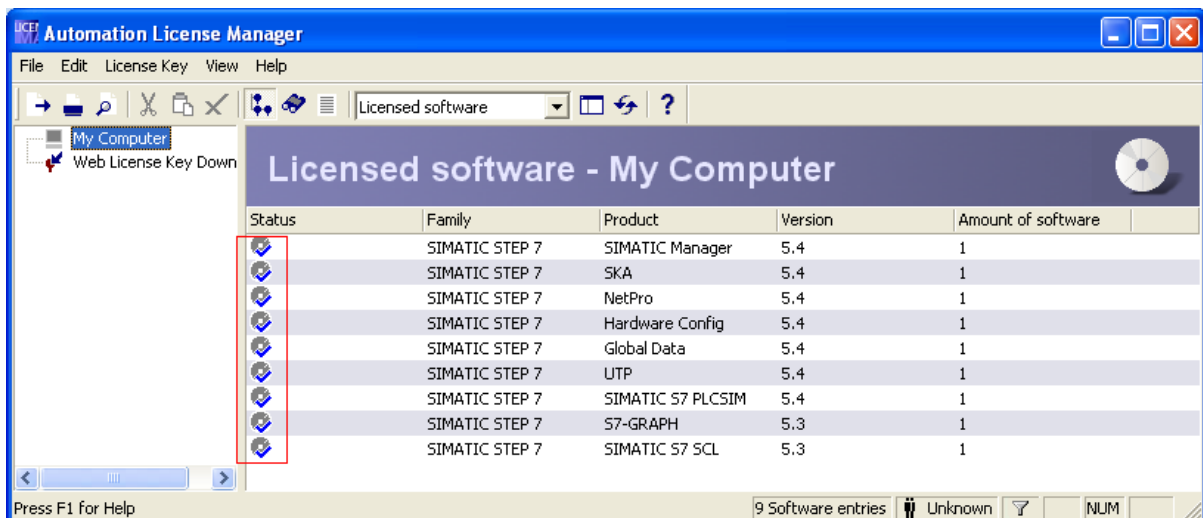 Automation License Manager
File Edit License Key View Help
Licensed software
My Computer
Web License Key Down
Licensed software - My Computer
Status Family Product Version Amount of software
SIMATIC STEP 7 SIMATIC Manager 5.4 1
SIMATIC STEP 7 SKA 5.4 1
SIMATIC STEP 7 NetPro 5.4 1
SIMATIC STEP 7 Hardware Config 5.4 1
SIMATIC STEP 7 Global Data 5.4 1
SIMATIC STEP 7 UTP 5.4 1
SIMATIC STEP 7 SIMATIC S7 PLCSIM 5.4 1
SIMATIC STEP 7 S7-GRAPH 5.3 1
SIMATIC STEP 7 SIMATIC S7 SCL 5.3 1
Press F1 for Help 9 Software entries Unknown NUM